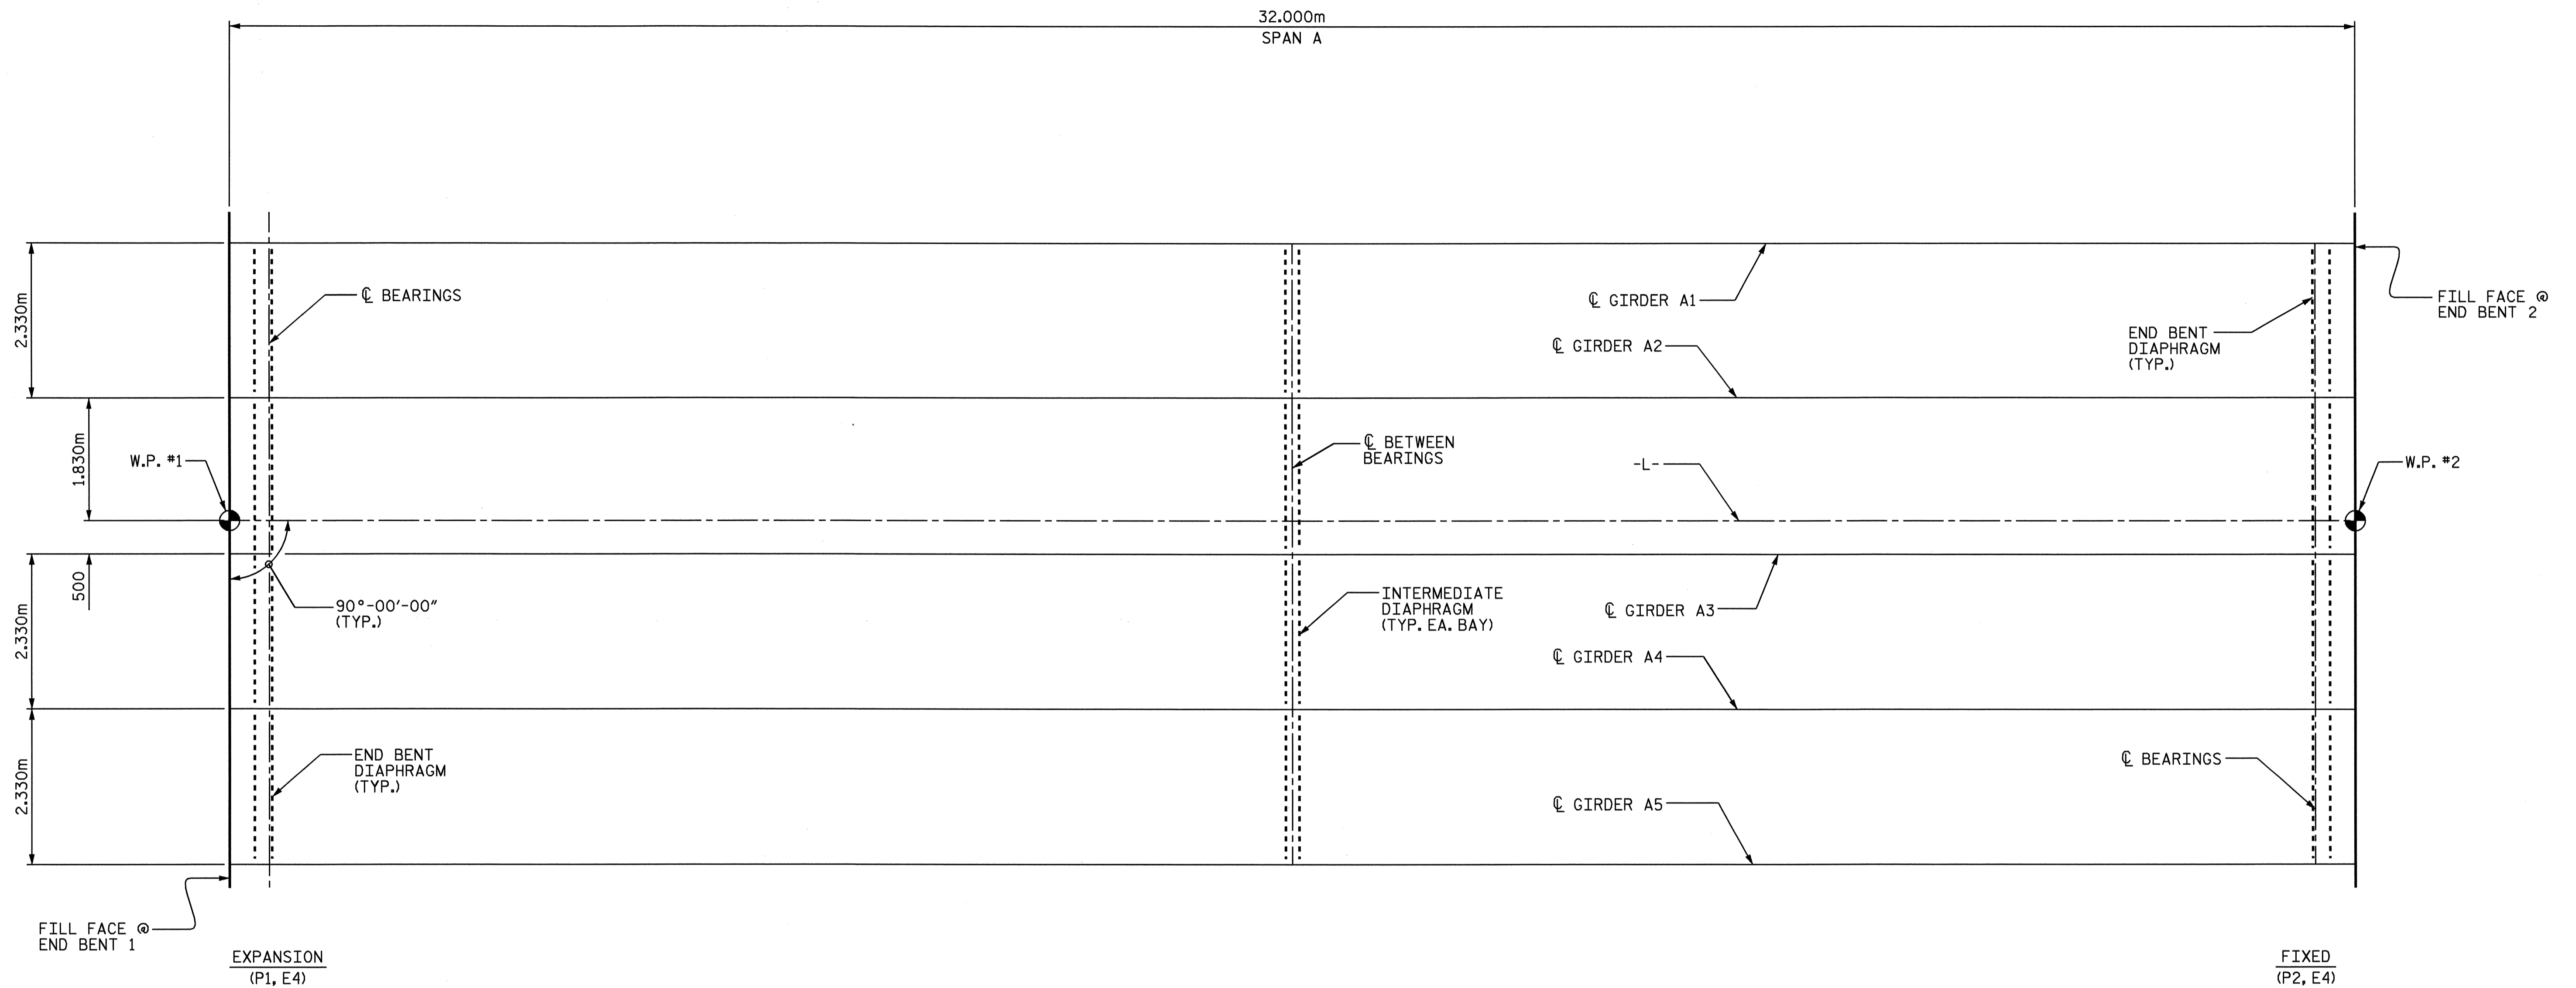 32.000m
SPAN A
2.330m
℄ BEARINGS
℄ GIRDER A1
FILL FACE @
END BENT 2
END BENT
DIAPHRAGM
(TYP.)
℄ GIRDER A2
1.830m
W.P. #1
℄ BETWEEN
BEARINGS
-L-
W.P. #2
500
90°-00'-00"
(TYP.)
2.330m
INTERMEDIATE
DIAPHRAGM
(TYP. EA. BAY)
℄ GIRDER A3
℄ GIRDER A4
2.330m
END BENT
DIAPHRAGM
(TYP.)
℄ BEARINGS
℄ GIRDER A5
FILL FACE @
END BENT 1
EXPANSION
(P1, E4)
FIXED
(P2, E4)